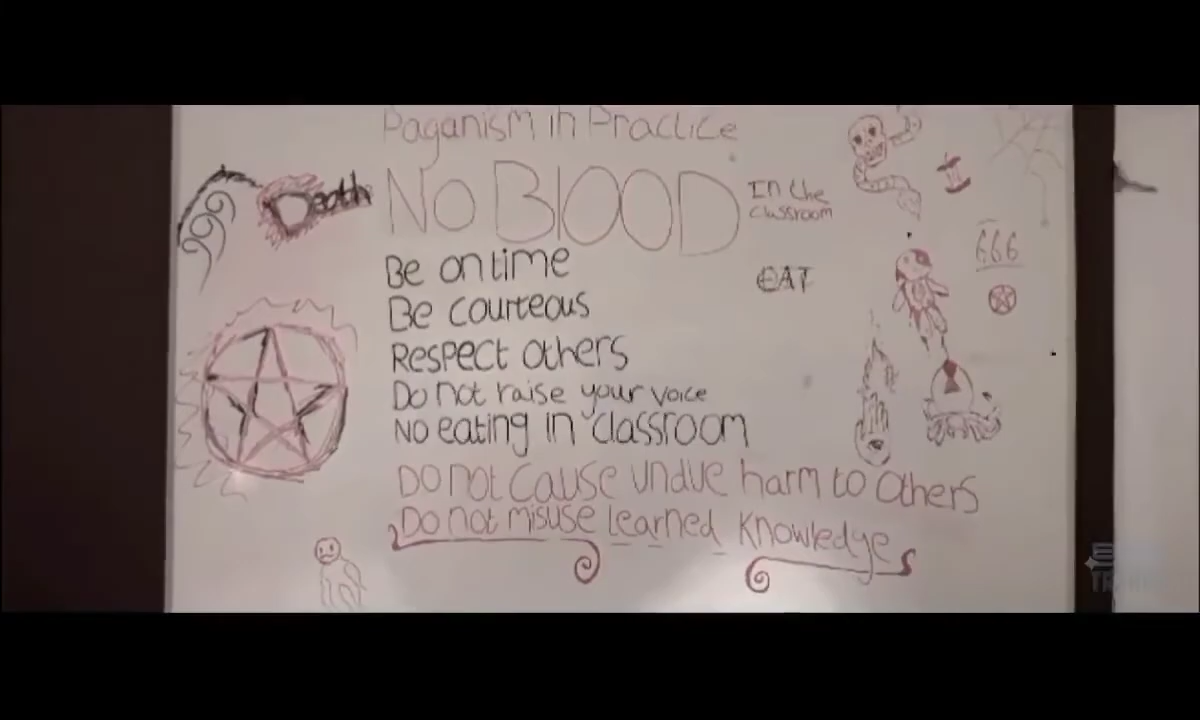 Paganism in Practice
Death
No BlOOD
In the
classroom
Be on time
EAT
666
Be courteous
Respect others
Do not raise your voice
No eating in classroom
Do not cause undue harm to others
Do not misuse learned Knowledge